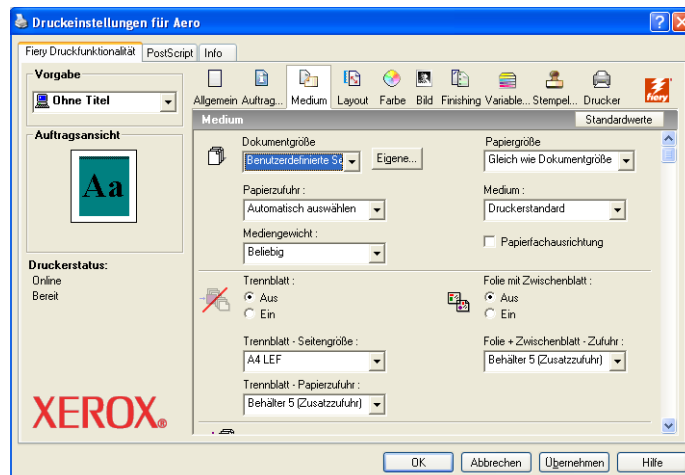 Druckeinstellungen für Aero
Fiery Druckfunktionalität PostScript Info
Vorgabe
Ohne Titel
Auftragsansicht
Aa
Druckerstatus:
Online
Bereit
XEROX®
Allgemein Auftrag... Medium Layout Farbe Bild Finishing Variable... Stempel... Drucker
fiery
Medium Standardwerte
Dokumentgröße Papiergröße
Benutzerdefinierte Se Eigene... Gleich wie Dokumentgröße
Papierzufuhr : Medium :
Automatisch auswählen Druckerstandard
Mediengewicht :
Beliebig Papierfachausrichtung
Trennblatt : Folie mit Zwischenblatt :
Aus Aus
Ein Ein
Trennblatt - Seitengröße : Folie + Zwischenblatt - Zufuhr :
A4 LEF Behälter 5 (Zusatzzufuhr)
Trennblatt - Papierzufuhr :
Behälter 5 (Zusatzzufuhr)
OK Abbrechen Übernehmen Hilfe